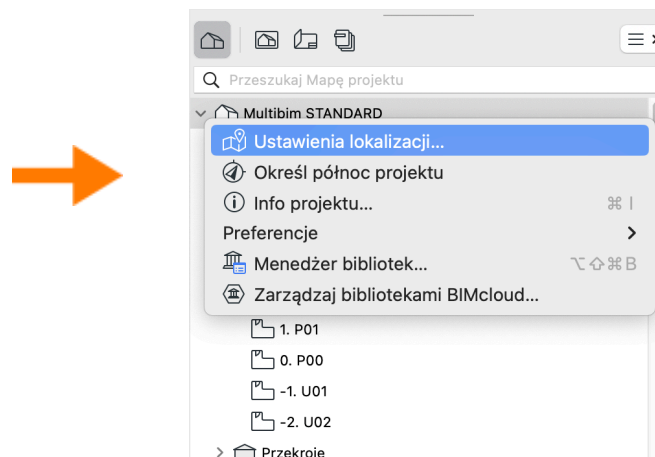 Przeszukaj Mapę projektu
Multibim STANDARD
Ustawienia lokalizacji...
Określ północ projektu
Info projektu... ⌘ I
Preferencje
Menedżer bibliotek... ⌥⇧⌘B
Zarządzaj bibliotekami BIMcloud...
1. P01
0. P00
-1. U01
-2. U02
Przekroje